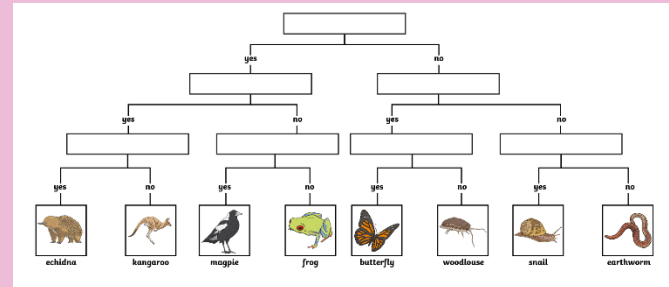 yes
no
yes
no
yes
no
yes
no
yes
no
yes
no
yes
no
echidna
kangaroo
magpie
frog
butterfly
woodlouse
snail
earthworm